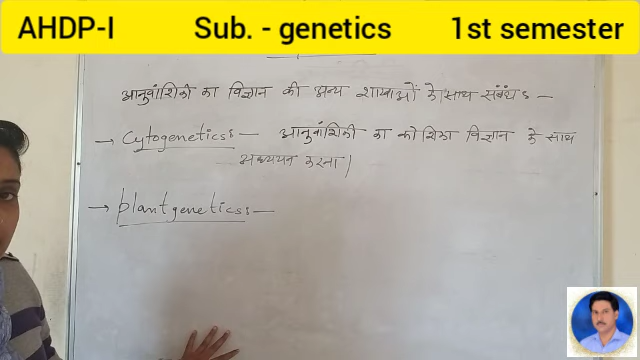 AHDP-I Sub. - genetics 1st semester
आनुवांशिकी का विज्ञान की अन्य शाखाओं के साथ संबंध :-
→ Cytogenetics :- आनुवांशिकी का कोशिका विज्ञान के साथ
अध्ययन करना /
→ plantgenetics :-